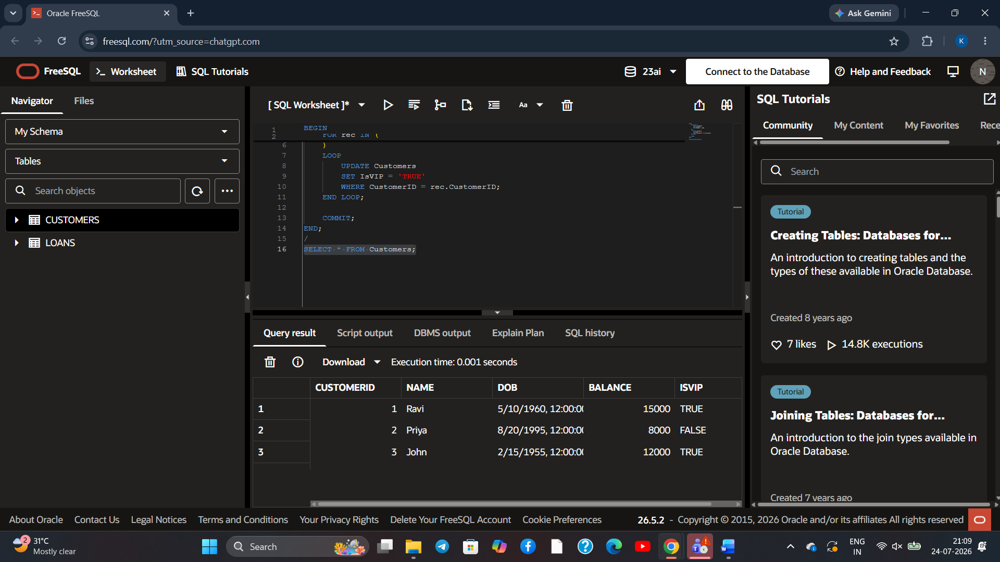 Oracle FreeSQL
Ask Gemini
freesql.com/?utm_source=chatgpt.com
K
FreeSQL
Worksheet
SQL Tutorials
23ai
Connect to the Database
Help and Feedback
N
Navigator
Files
My Schema
Tables
Search objects
CUSTOMERS
LOANS
[ SQL Worksheet ]*
Aa
1 BEGIN
2 FOR rec IN (
6 )
7 LOOP
8 UPDATE Customers
9 SET IsVIP = 'TRUE'
10 WHERE CustomerID = rec.CustomerID;
11 END LOOP;
12
13 COMMIT;
14 END;
15 /
16 SELECT * FROM Customers;
Query result
Script output
DBMS output
Explain Plan
SQL history
Download
Execution time: 0.001 seconds
CUSTOMERID NAME DOB BALANCE ISVIP
1 1 Ravi 5/10/1960, 12:00:00 15000 TRUE
2 2 Priya 8/20/1995, 12:00:00 8000 FALSE
3 3 John 2/15/1955, 12:00:00 12000 TRUE
SQL Tutorials
Community
My Content
My Favorites
Rece
Search
Tutorial
Creating Tables: Databases for...
An introduction to creating tables and the
types of these available in Oracle Database.
Created 8 years ago
7 likes
14.8K executions
Tutorial
Joining Tables: Databases for...
An introduction to the join types available in
Oracle Database.
Created 7 years ago
About Oracle
Contact Us
Legal Notices
Terms and Conditions
Your Privacy Rights
Delete Your FreeSQL Account
Cookie Preferences
26.5.2 - Copyright © 2015, 2026 Oracle and/or its affiliates All rights reserved
2
31°C
Mostly clear
Search
ENG
IN
21:09
24-07-2026